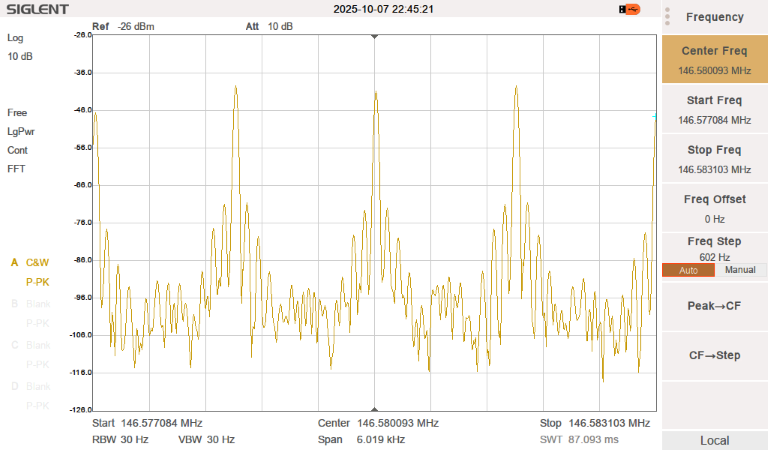 SIGLENT
2025-10-07 22:45:21
Log
10 dB
Free
LgPwr
Cont
FFT
A C&W
P-PK
B Blank
P-PK
C Blank
P-PK
D Blank
P-PK
Ref -26 dBm
Att 10 dB
-26.0
-36.0
-46.0
-56.0
-66.0
-76.0
-86.0
-96.0
-106.0
-116.0
-126.0
Start 146.577084 MHz
Center 146.580093 MHz
Stop 146.583103 MHz
RBW 30 Hz
VBW 30 Hz
Span 6.019 kHz
SWT 87.093 ms
Frequency
Center Freq
146.580093 MHz
Start Freq
146.577084 MHz
Stop Freq
146.583103 MHz
Freq Offset
0 Hz
Freq Step
602 Hz
Auto Manual
Peak→CF
CF→Step
Local